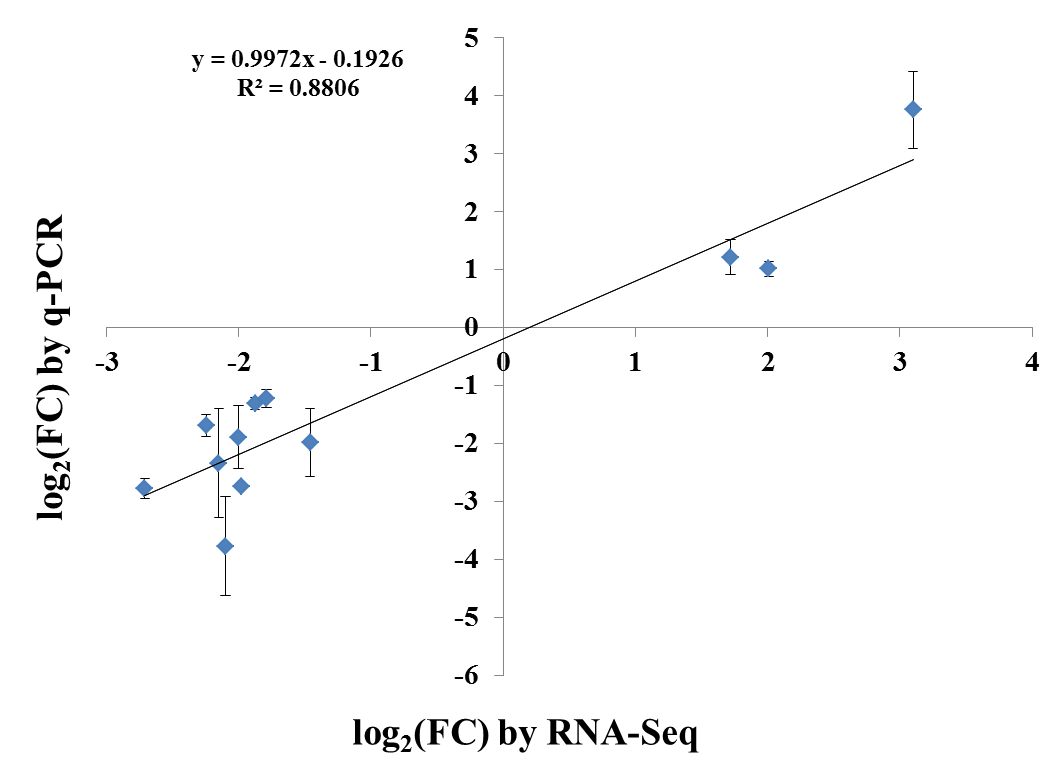 y = 0.9972x - 0.1926
R² = 0.8806
5
4
3
2
1
0
-1
-2
-3
-4
-5
-6
-3 -2 -1 0 1 2 3 4
log₂(FC) by q-PCR
log₂(FC) by RNA-Seq